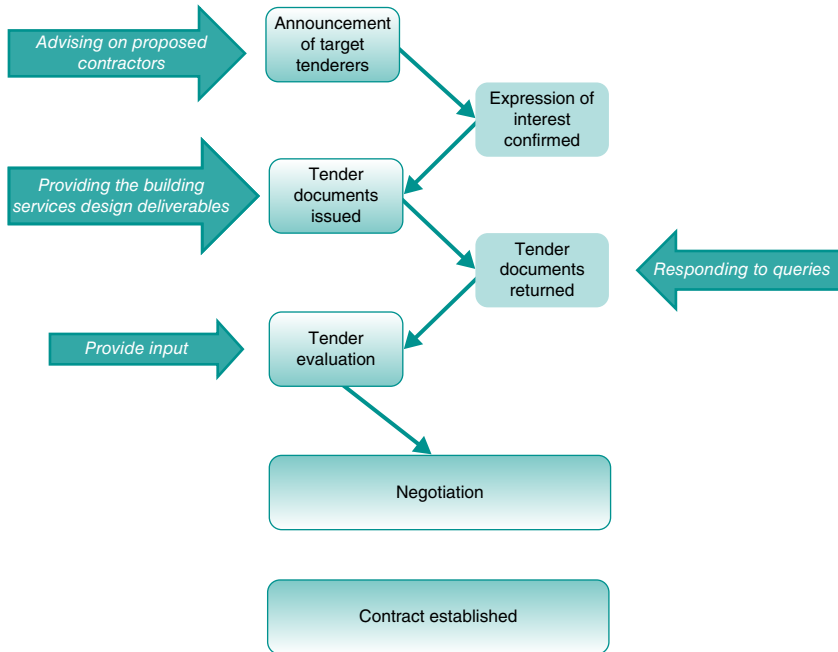 Advising on proposed
contractors
Announcement
of target
tenderers
Expression of
interest
confirmed
Providing the building
services design deliverables
Tender
documents
issued
Tender
documents
returned
Responding to queries
Provide input
Tender
evaluation
Negotiation
Contract established